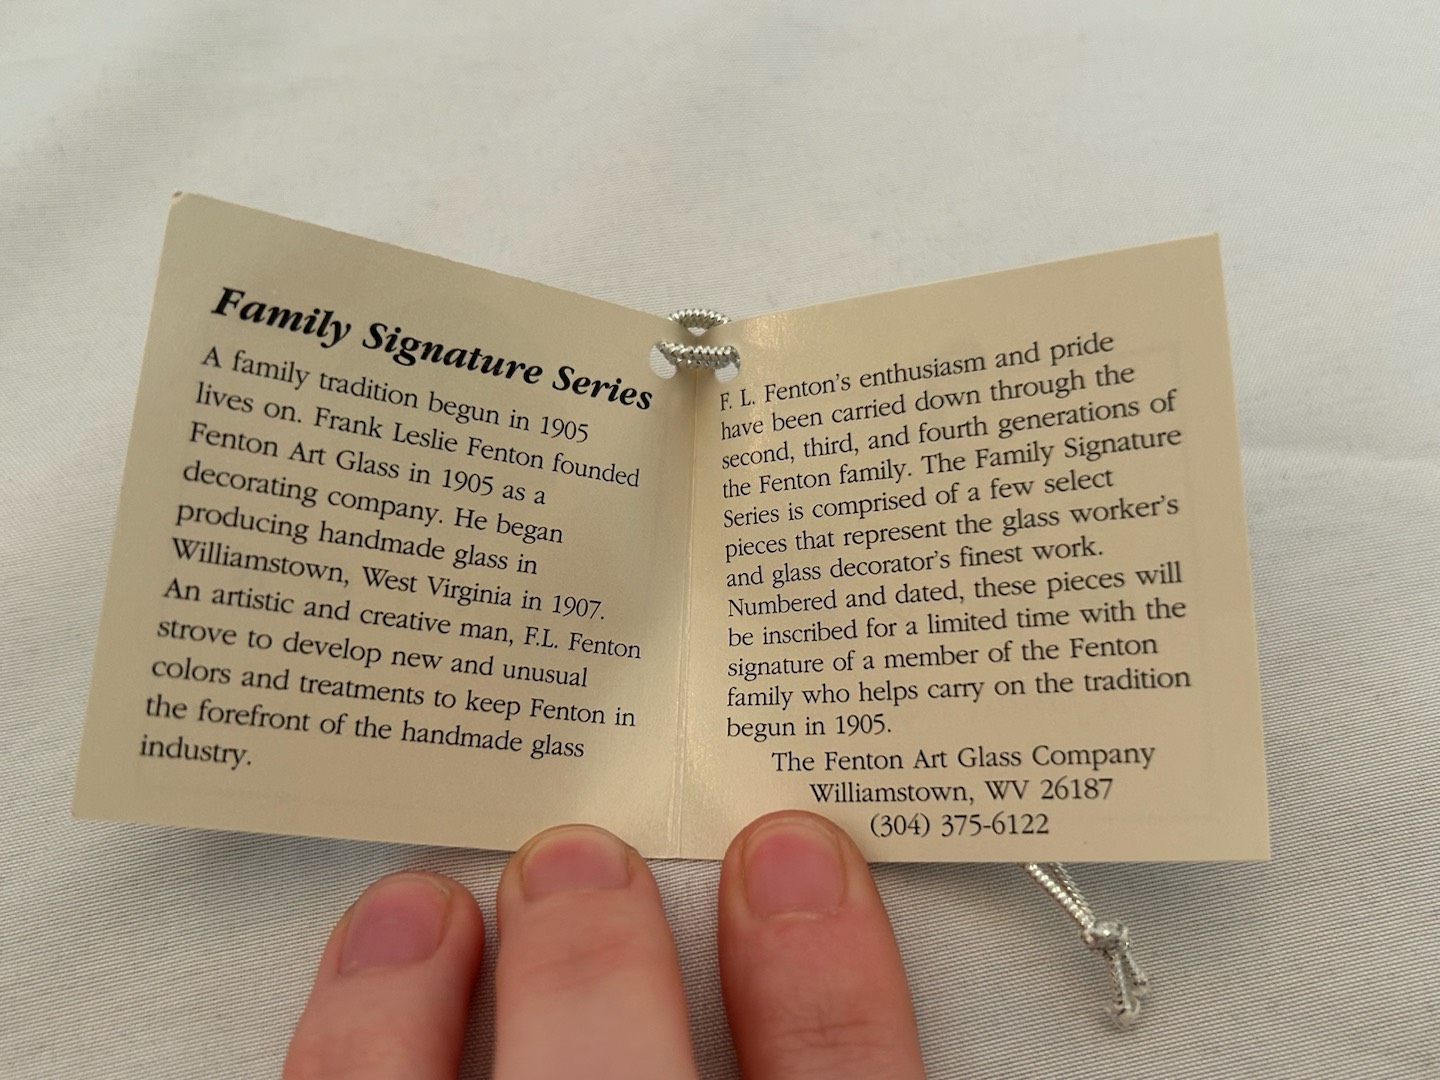 Family Signature Series
A family tradition begun in 1905
lives on. Frank Leslie Fenton founded
Fenton Art Glass in 1905 as a
decorating company. He began
producing handmade glass in
Williamstown, West Virginia in 1907.
An artistic and creative man, F.L. Fenton
strove to develop new and unusual
colors and treatments to keep Fenton in
the forefront of the handmade glass
industry.
F. L. Fenton's enthusiasm and pride
have been carried down through the
second, third, and fourth generations of
the Fenton family. The Family Signature
Series is comprised of a few select
pieces that represent the glass worker's
and glass decorator's finest work.
Numbered and dated, these pieces will
be inscribed for a limited time with the
signature of a member of the Fenton
family who helps carry on the tradition
begun in 1905.
The Fenton Art Glass Company
Williamstown, WV 26187
(304) 375-6122